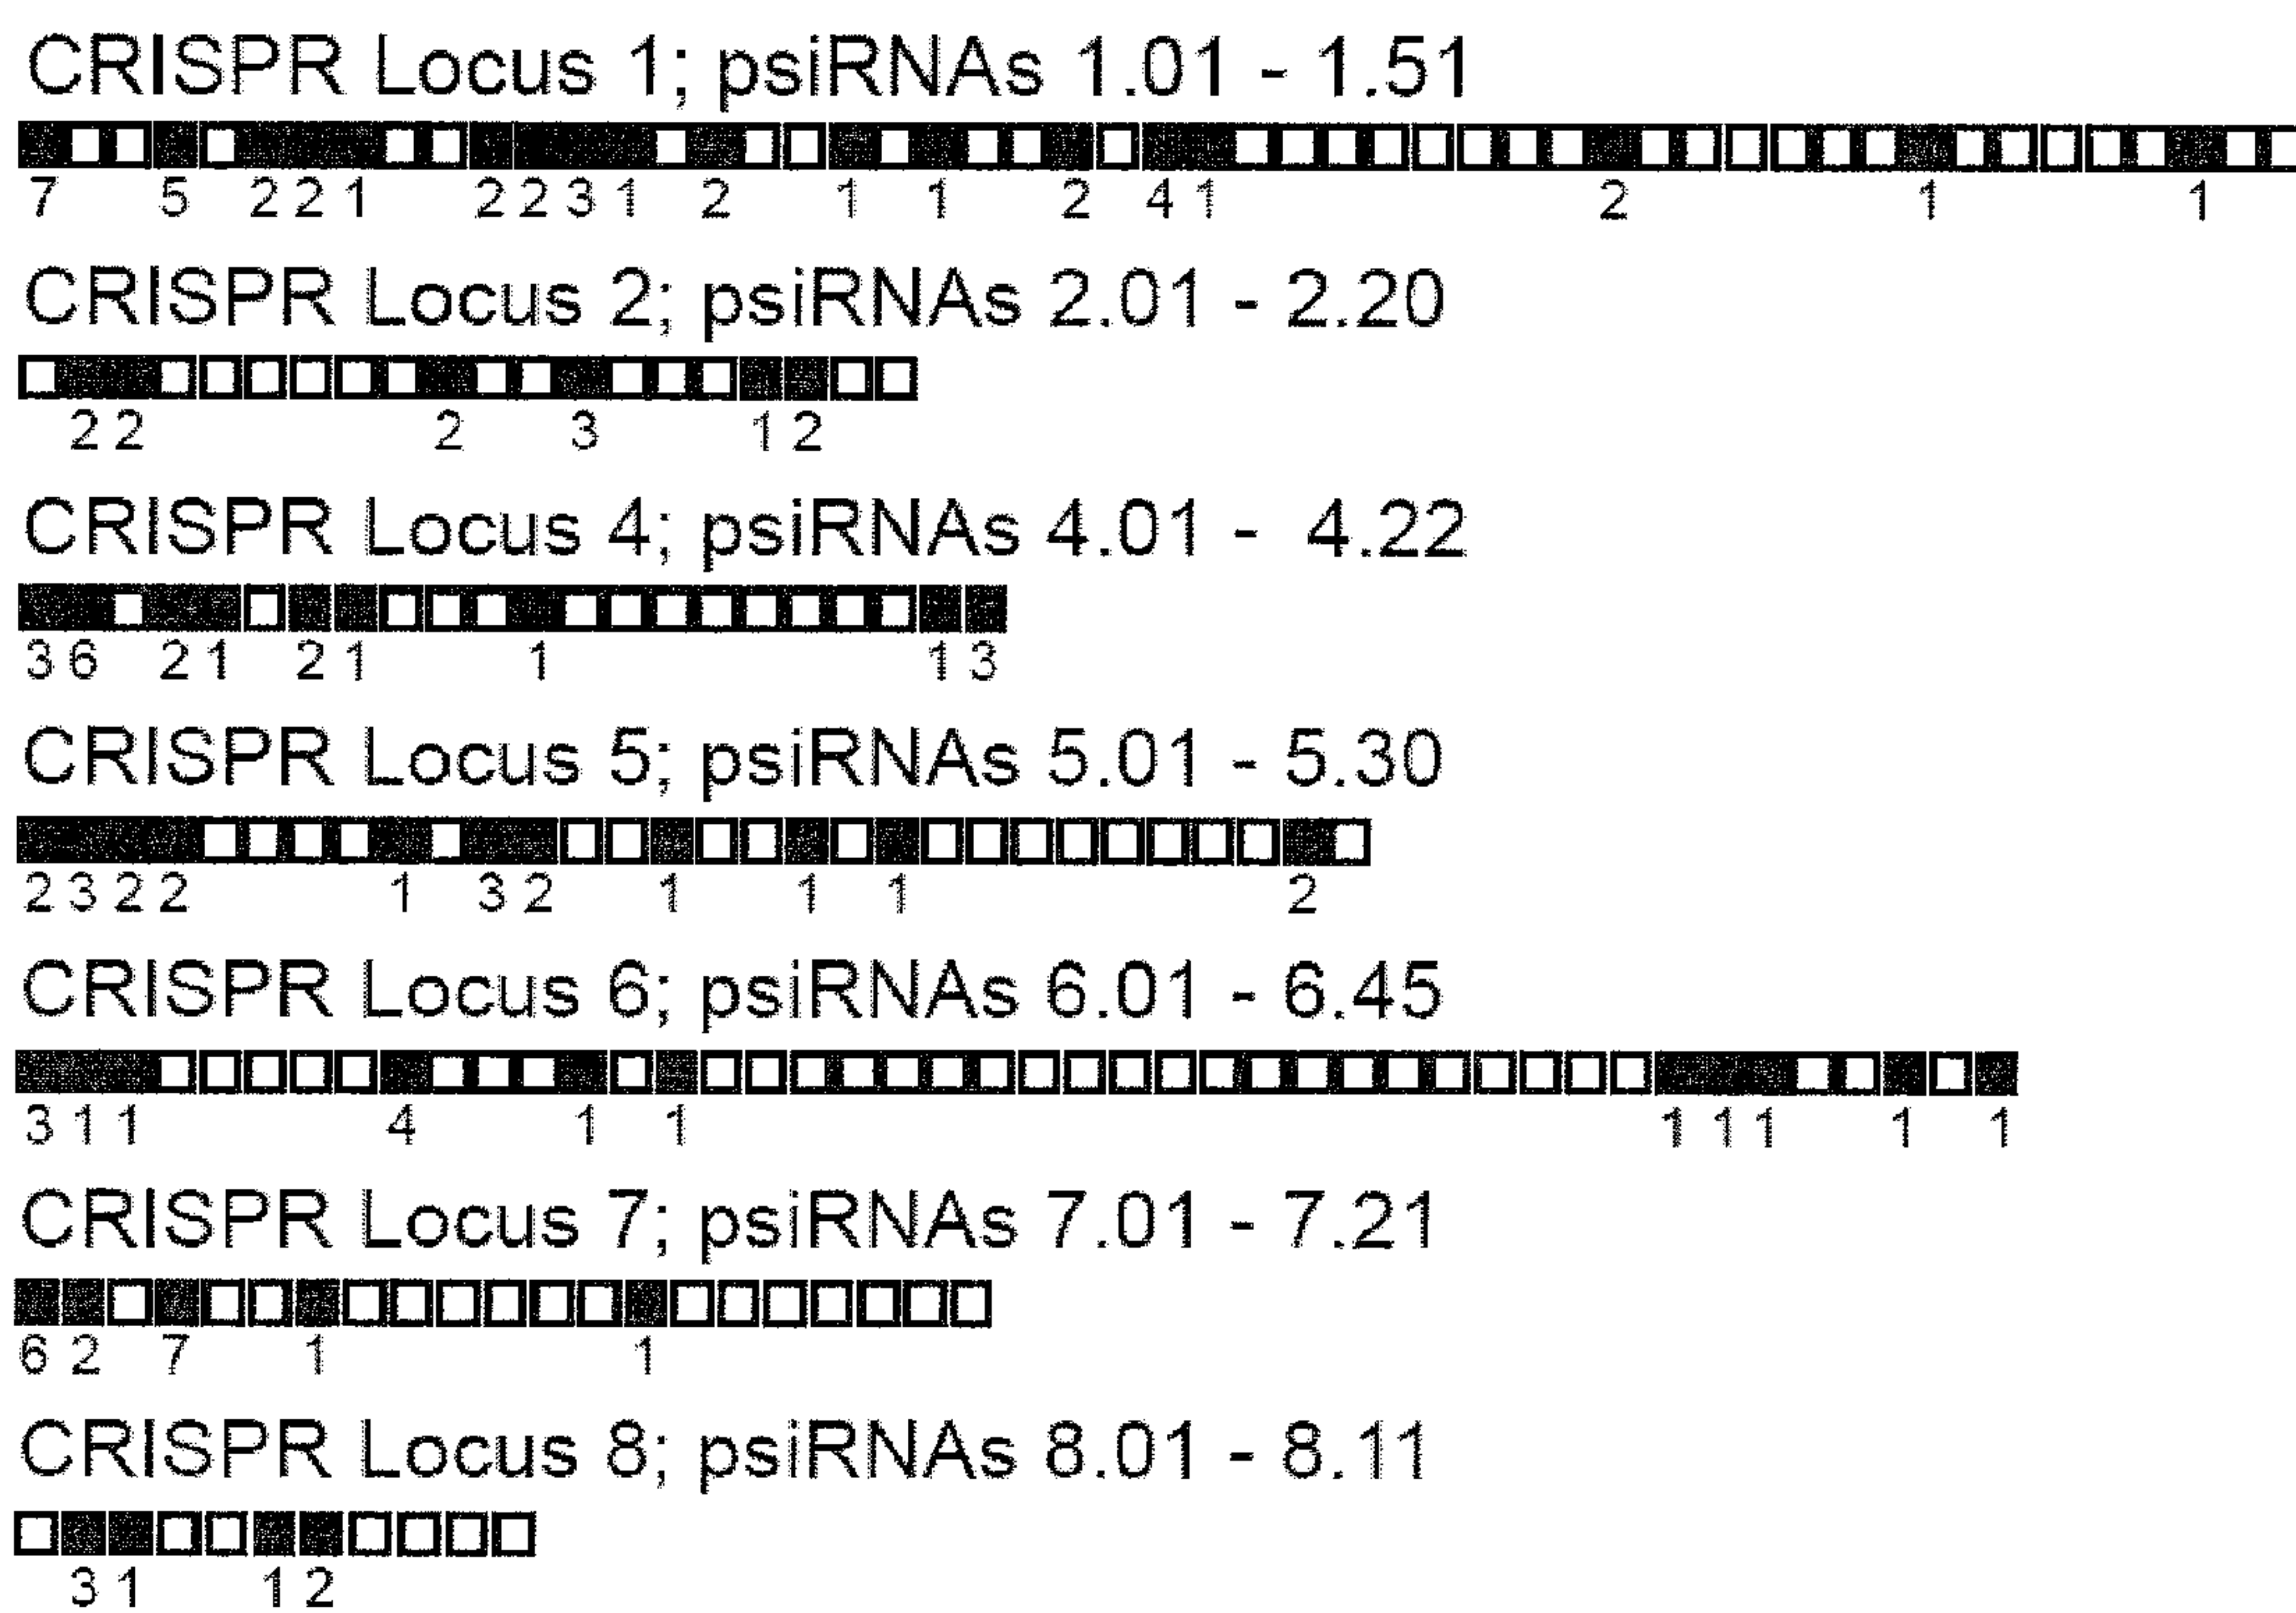 CRISPR Locus 1; psiRNAs 1.01 - 1.51
7 5 2 2 1 2 2 3 1 2 1 1 2 4 1 2 1 1
CRISPR Locus 2; psiRNAs 2.01 - 2.20
2 2 2 3 1 2
CRISPR Locus 4; psiRNAs 4.01 - 4.22
3 6 2 1 2 1 1 1 3
CRISPR Locus 5; psiRNAs 5.01 - 5.30
2 3 2 2 1 3 2 1 1 1 2
CRISPR Locus 6; psiRNAs 6.01 - 6.45
3 1 1 4 1 1 1 1 1 1 1
CRISPR Locus 7; psiRNAs 7.01 - 7.21
6 2 7 1 1
CRISPR Locus 8; psiRNAs 8.01 - 8.11
3 1 1 2